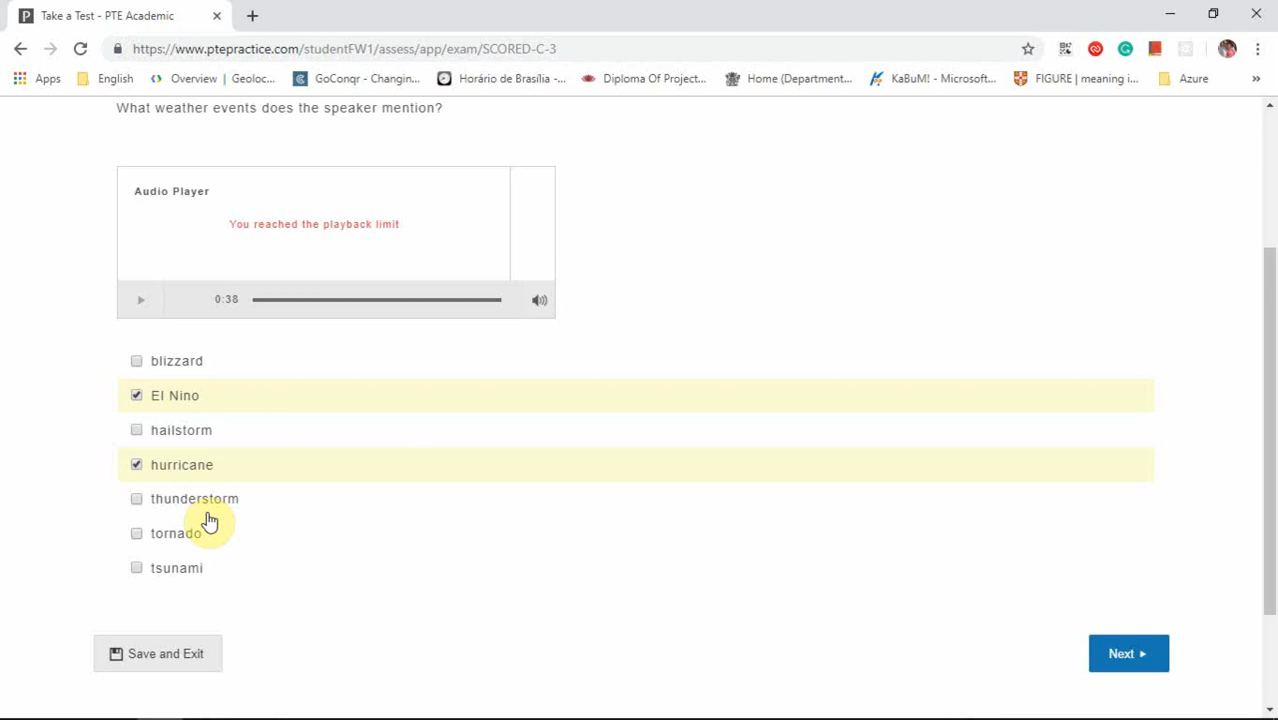 Take a Test - PTE Academic
https://www.ptepractice.com/studentFW1/assess/app/exam/SCORED-C-3
Apps English Overview | Geoloc... GoConqr - Changin... Horário de Brasília -... Diploma Of Project... Home (Department... KaBuM! - Microsoft... FIGURE | meaning i... Azure »
What weather events does the speaker mention?
Audio Player
You reached the playback limit
0:38
blizzard
El Nino
hailstorm
hurricane
thunderstorm
tornado
tsunami
Save and Exit
Next